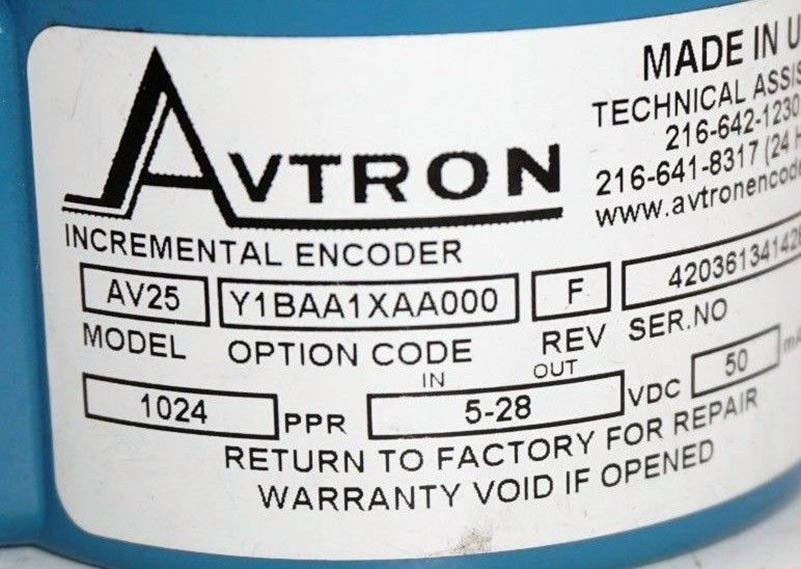 AVTRON
MADE IN U
TECHNICAL ASSIS
216-642-1230
216-641-8317 (24 H
www.avtronencode
INCREMENTAL ENCODER
AV25 Y1BAA1XAA000 F 42036134142
MODEL OPTION CODE REV SER.NO
IN OUT
1024 PPR 5-28 VDC 50 mA
RETURN TO FACTORY FOR REPAIR
WARRANTY VOID IF OPENED